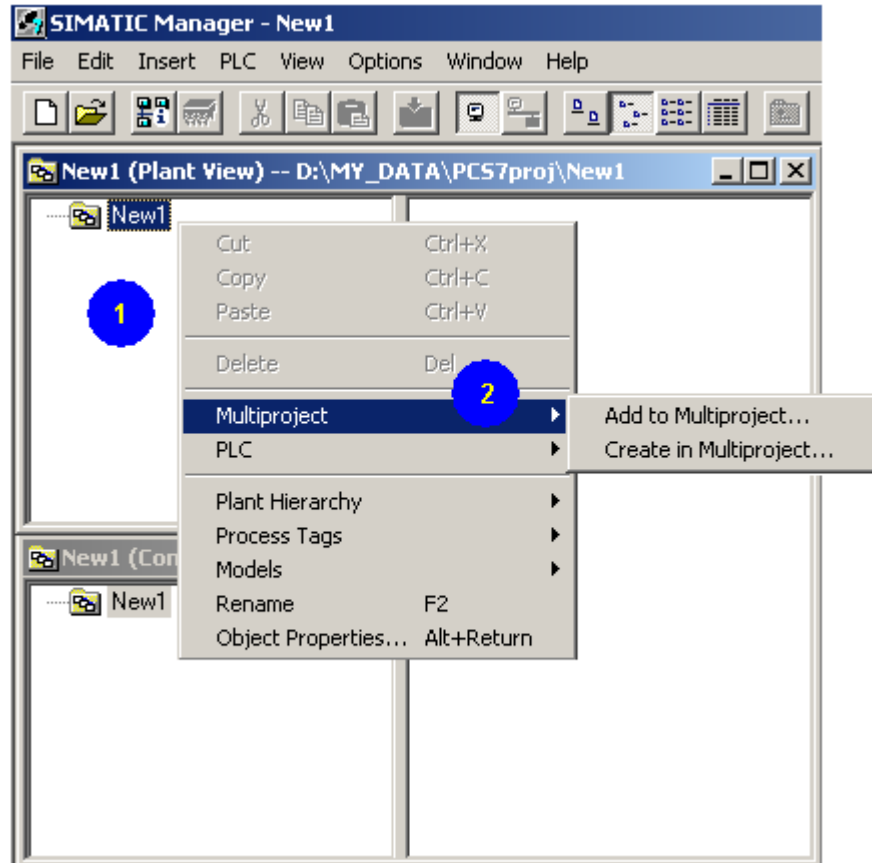 SIMATIC Manager - New1
File Edit Insert PLC View Options Window Help
New1 (Plant View) -- D:\MY_DATA\PCS7proj\New1
New1
Cut Ctrl+X
Copy Ctrl+C
1
Paste Ctrl+V
Delete Del
2
Multiproject
Add to Multiproject...
PLC
Create in Multiproject...
Plant Hierarchy
Process Tags
New1 (Con
Models
New1
Rename F2
Object Properties... Alt+Return